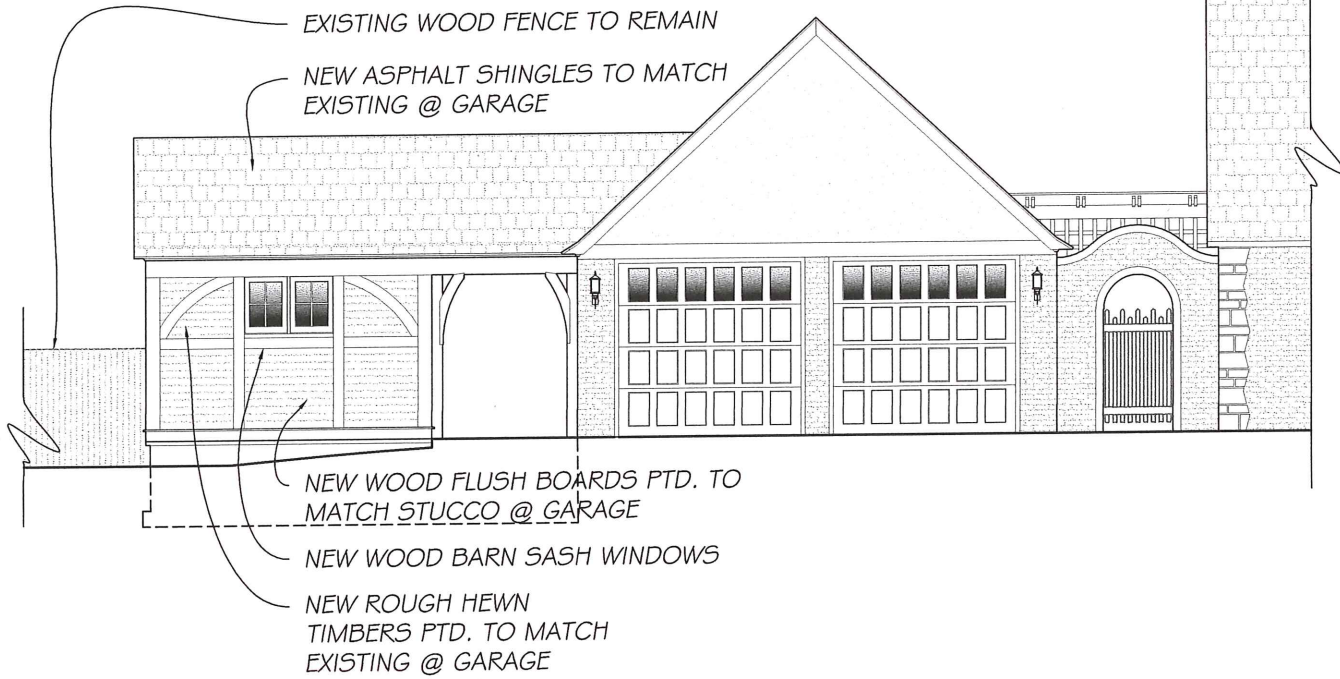 EXISTING WOOD FENCE TO REMAIN
NEW ASPHALT SHINGLES TO MATCH
EXISTING @ GARAGE
NEW WOOD FLUSH BOARDS PTD. TO
MATCH STUCCO @ GARAGE
NEW WOOD BARN SASH WINDOWS
NEW ROUGH HEWN
TIMBERS PTD. TO MATCH
EXISTING @ GARAGE